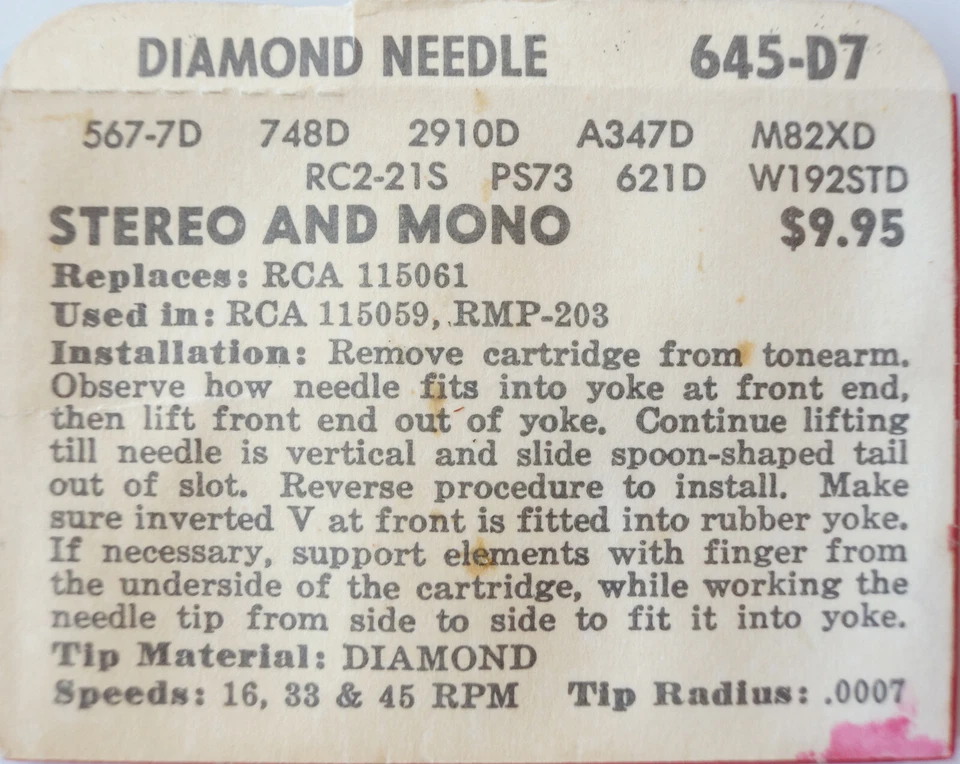 DIAMOND NEEDLE 645-D7
567-7D 748D 2910D A347D M82XD
RC2-21S PS73 621D W192STD
STEREO AND MONO $9.95
Replaces: RCA 115061
Used in: RCA 115059, RMP-203
Installation: Remove cartridge from tonearm.
Observe how needle fits into yoke at front end,
then lift front end out of yoke. Continue lifting
till needle is vertical and slide spoon-shaped tail
out of slot. Reverse procedure to install. Make
sure inverted V at front is fitted into rubber yoke.
If necessary, support elements with finger from
the underside of the cartridge, while working the
needle tip from side to side to fit it into yoke.
Tip Material: DIAMOND
Speeds: 16, 33 & 45 RPM Tip Radius: .0007